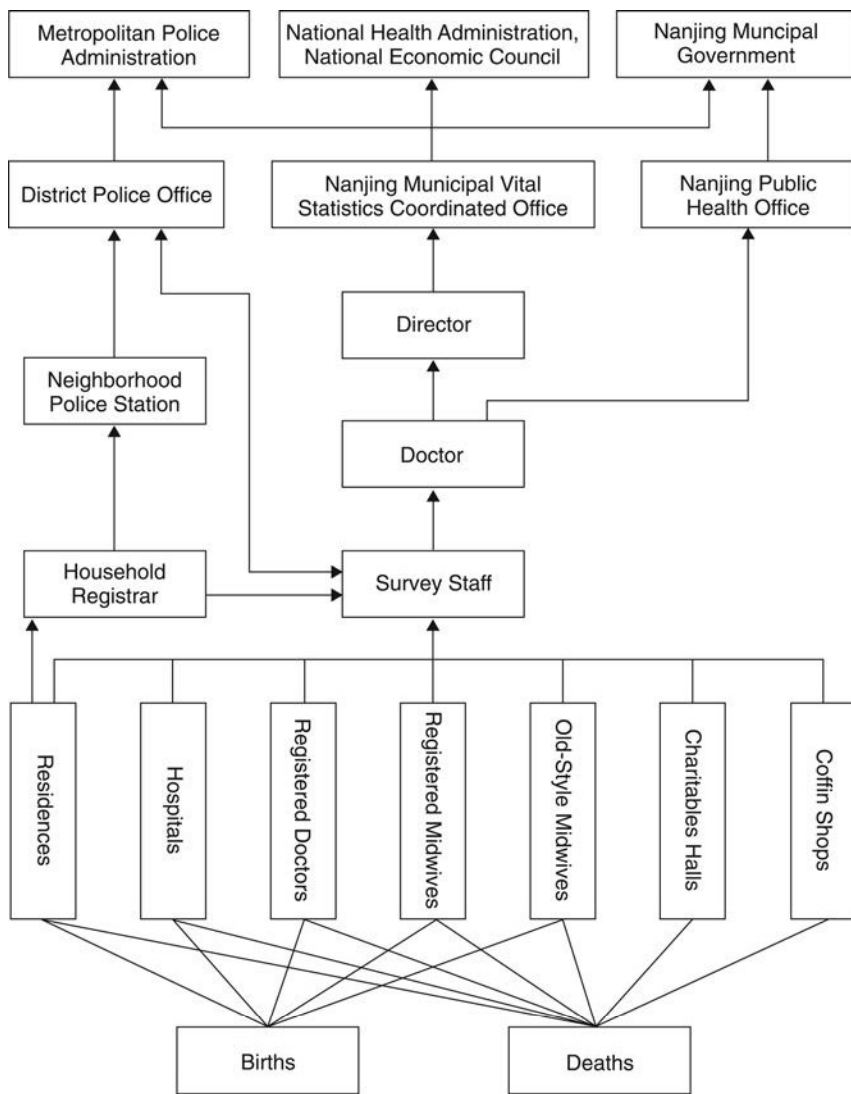 Metropolitan Police
Administration
National Health Administration,
National Economic Council
Nanjing Muncipal
Government
District Police Office
Nanjing Municipal Vital
Statistics Coordinated Office
Nanjing Public
Health Office
Director
Neighborhood
Police Station
Doctor
Household
Registrar
Survey Staff
Residences
Hospitals
Registered Doctors
Registered Midwives
Old-Style Midwives
Charitables Halls
Coffin Shops
Births
Deaths